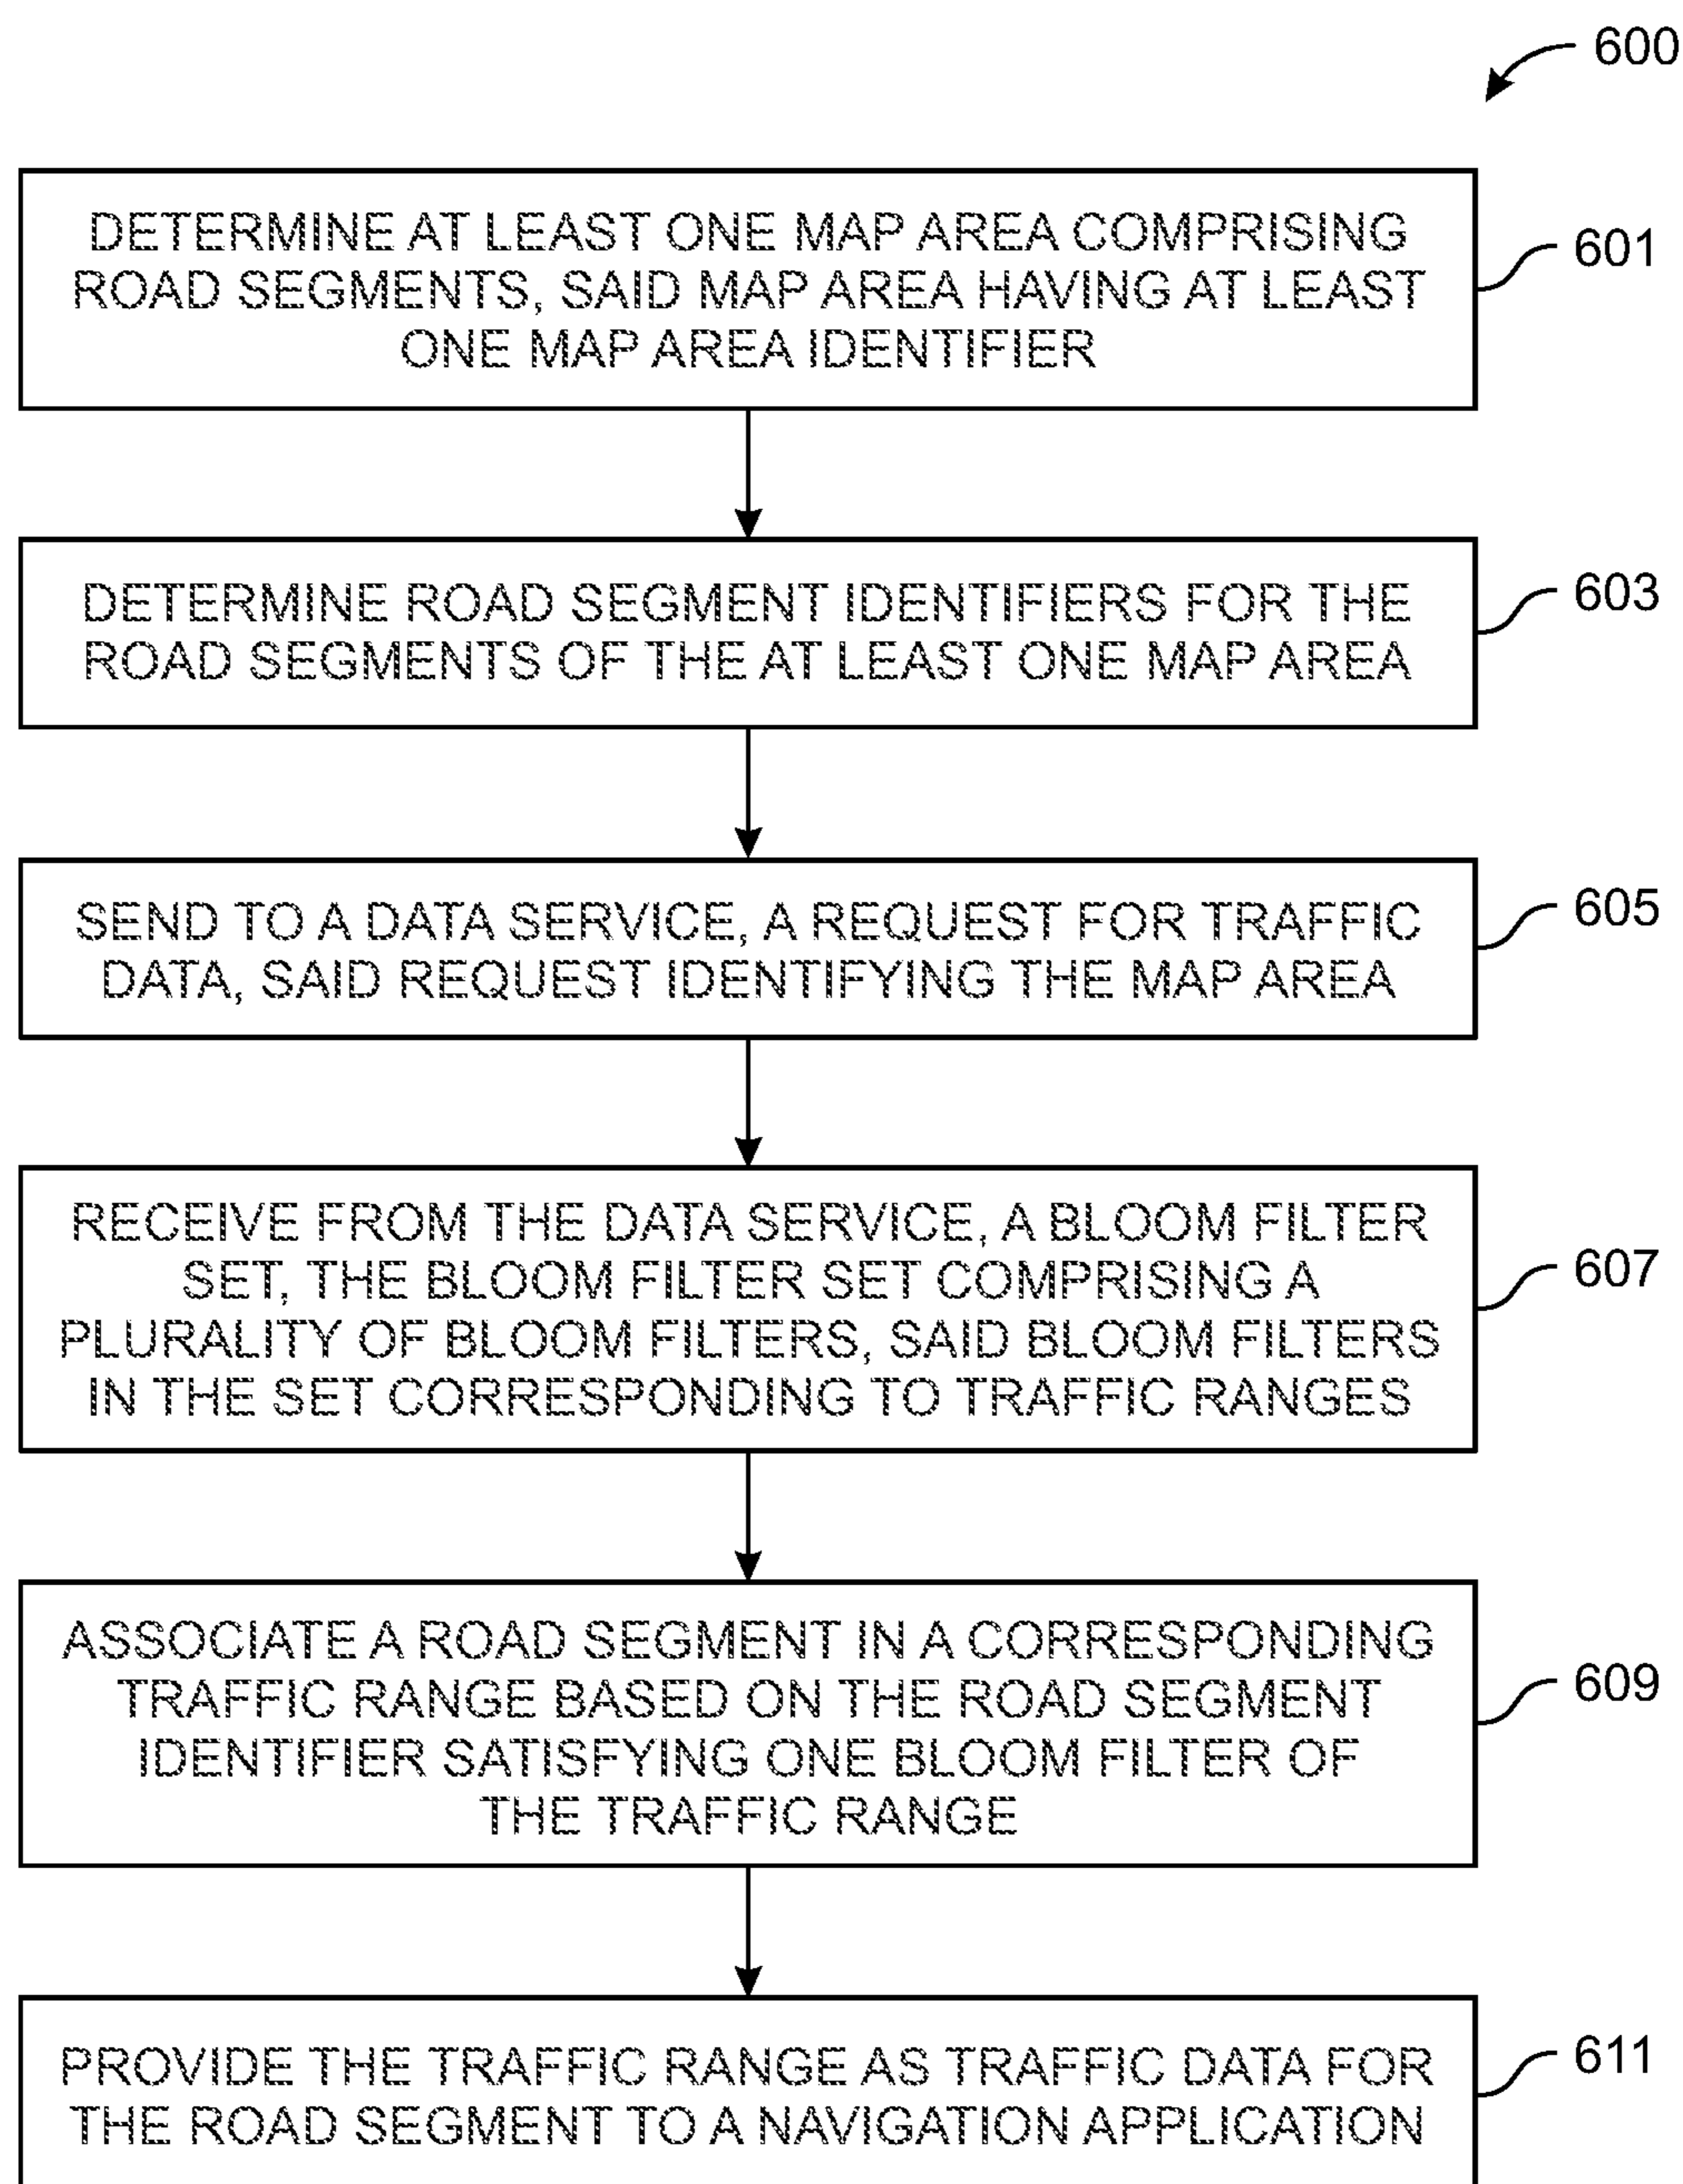 600
DETERMINE AT LEAST ONE MAP AREA COMPRISING
ROAD SEGMENTS, SAID MAP AREA HAVING AT LEAST
ONE MAP AREA IDENTIFIER
601
DETERMINE ROAD SEGMENT IDENTIFIERS FOR THE
ROAD SEGMENTS OF THE AT LEAST ONE MAP AREA
603
SEND TO A DATA SERVICE, A REQUEST FOR TRAFFIC
DATA, SAID REQUEST IDENTIFYING THE MAP AREA
605
RECEIVE FROM THE DATA SERVICE, A BLOOM FILTER
SET, THE BLOOM FILTER SET COMPRISING A
PLURALITY OF BLOOM FILTERS, SAID BLOOM FILTERS
IN THE SET CORRESPONDING TO TRAFFIC RANGES
607
ASSOCIATE A ROAD SEGMENT IN A CORRESPONDING
TRAFFIC RANGE BASED ON THE ROAD SEGMENT
IDENTIFIER SATISFYING ONE BLOOM FILTER OF
THE TRAFFIC RANGE
609
PROVIDE THE TRAFFIC RANGE AS TRAFFIC DATA FOR
THE ROAD SEGMENT TO A NAVIGATION APPLICATION
611